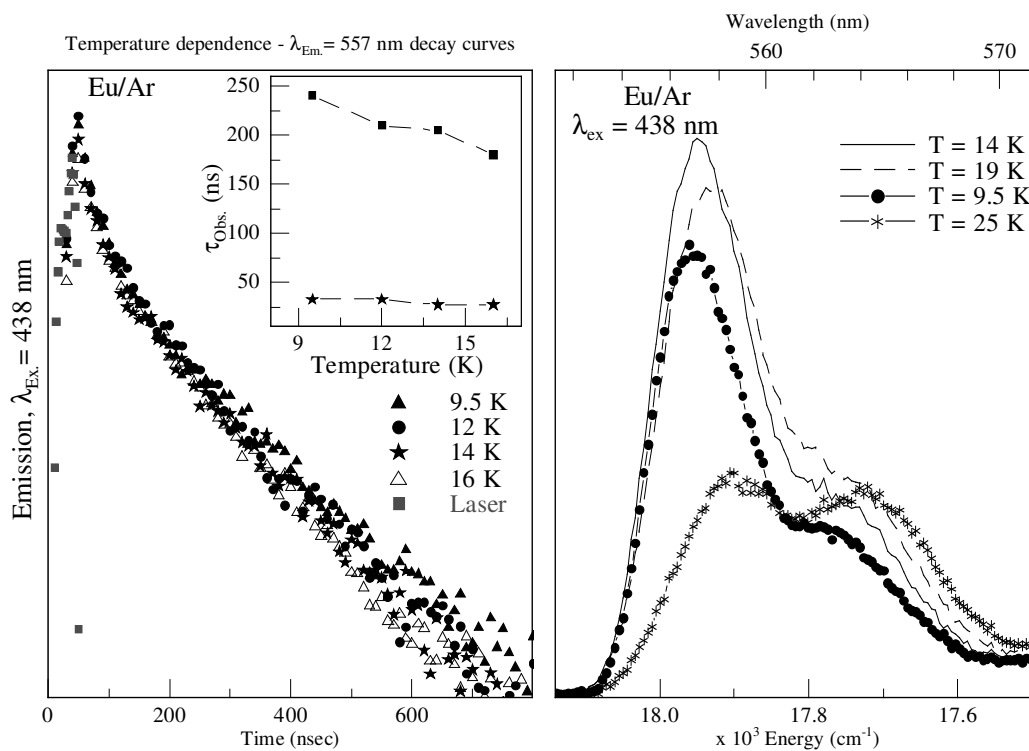 Temperature dependence - λEm.= 557 nm decay curves
Eu/Ar
250
200
150
100
50
τObs. (ns)
9 12 15
Temperature (K)
9.5 K
12 K
14 K
16 K
Laser
Emission, λEx.= 438 nm
0 200 400 600
Time (nsec)
Wavelength (nm)
560 570
Eu/Ar
λex = 438 nm
T = 14 K
T = 19 K
T = 9.5 K
T = 25 K
18.0 17.8 17.6
x 10³ Energy (cm⁻¹)